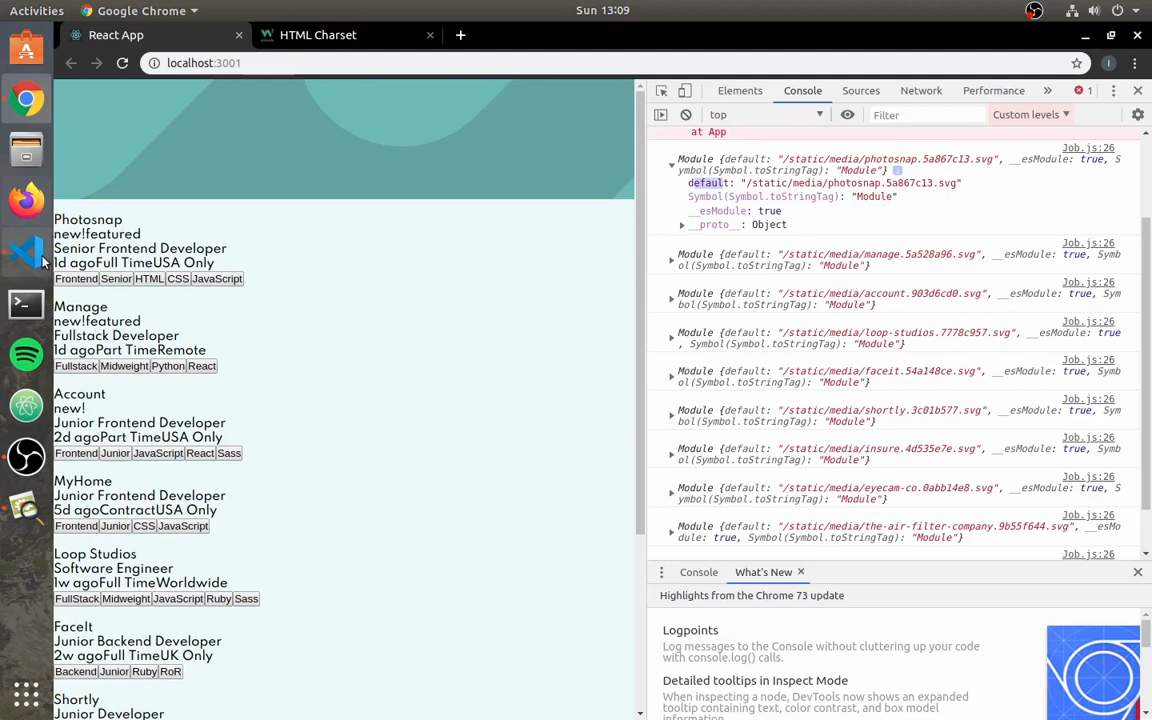 Activities
Google Chrome
Sun 13:09
React App
HTML Charset
localhost:3001
Elements
Console
Sources
Network
Performance
1
top
Filter
Custom levels
at App
Job.js:26
Module {default: "/static/media/photosnap.5a867c13.svg", __esModule: true, S
ymbol(Symbol.toStringTag): "Module"}
default: "/static/media/photosnap.5a867c13.svg"
Symbol(Symbol.toStringTag): "Module"
__esModule: true
__proto__: Object
Job.js:26
Module {default: "/static/media/manage.5a528a96.svg", __esModule: true, Symb
ol(Symbol.toStringTag): "Module"}
Job.js:26
Module {default: "/static/media/account.903d6cd0.svg", __esModule: true, Sym
bol(Symbol.toStringTag): "Module"}
Job.js:26
Module {default: "/static/media/loop-studios.7778c957.svg", __esModule: true
, Symbol(Symbol.toStringTag): "Module"}
Job.js:26
Module {default: "/static/media/faceit.54a148ce.svg", __esModule: true, Symb
ol(Symbol.toStringTag): "Module"}
Job.js:26
Module {default: "/static/media/shortly.3c01b577.svg", __esModule: true, Sym
bol(Symbol.toStringTag): "Module"}
Job.js:26
Module {default: "/static/media/insure.4d535e7e.svg", __esModule: true, Symb
ol(Symbol.toStringTag): "Module"}
Job.js:26
Module {default: "/static/media/eyecam-co.0abb14e8.svg", __esModule: true, S
ymbol(Symbol.toStringTag): "Module"}
Job.js:26
Module {default: "/static/media/the-air-filter-company.9b55f644.svg", __esMo
dule: true, Symbol(Symbol.toStringTag): "Module"}
Job.js:26
Console
What's New
Highlights from the Chrome 73 update
Logpoints
Log messages to the Console without cluttering up your
code with console.log() calls.
Detailed tooltips in Inspect Mode
When inspecting a node, DevTools now shows an expanded
tooltip containing text, color contrast, and box model
information.
Photosnap
new!featured
Senior Frontend Developer
1d agoFull TimeUSA Only
Frontend Senior HTML CSS JavaScript
Manage
new!featured
Fullstack Developer
1d agoPart TimeRemote
Fullstack Midweight Python React
Account
new!
Junior Frontend Developer
2d agoPart TimeUSA Only
Frontend Junior JavaScript React Sass
MyHome
Junior Frontend Developer
5d agoContractUSA Only
Frontend Junior CSS JavaScript
Loop Studios
Software Engineer
1w agoFull TimeWorldwide
FullStack Midweight JavaScript Ruby Sass
FaceIt
Junior Backend Developer
2w agoFull TimeUK Only
Backend Junior Ruby RoR
Shortly
Junior Developer